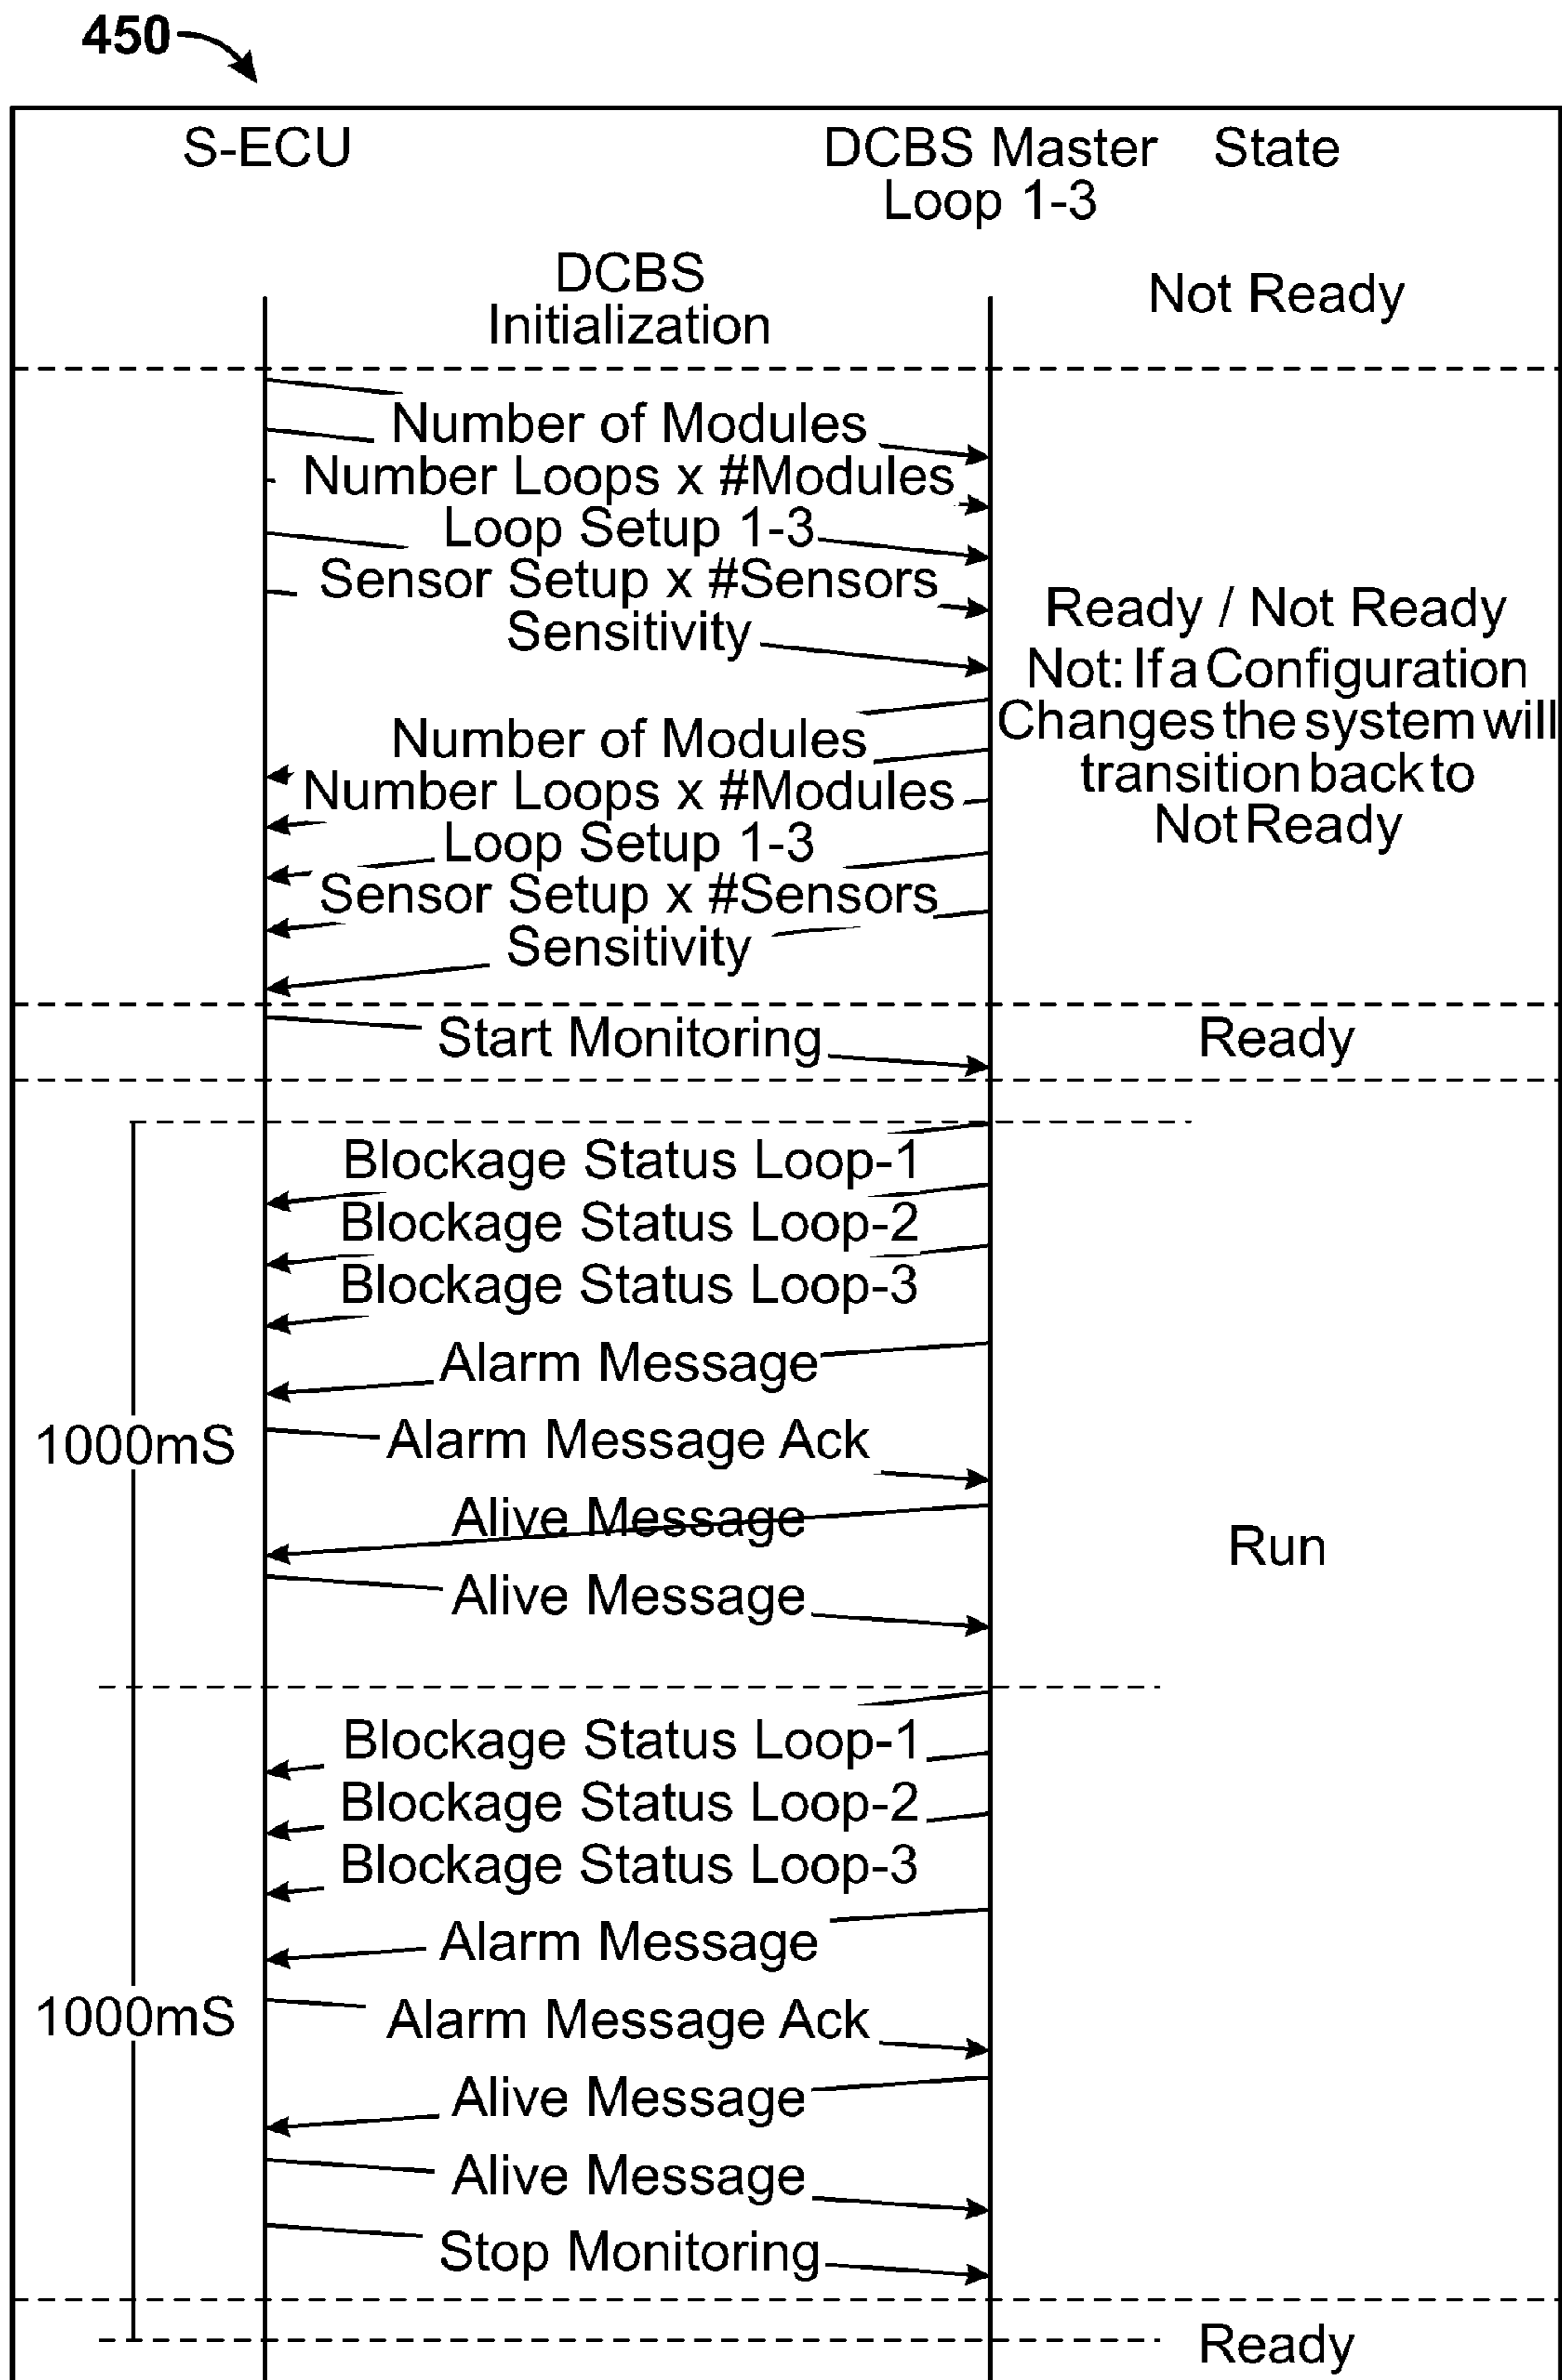 450
S-ECU
DCBS Master
Loop 1-3
State
DCBS
Initialization
Not Ready
Number of Modules
Number Loops x #Modules
Loop Setup 1-3
Sensor Setup x #Sensors
Sensitivity
Ready / Not Ready
Not: If a Configuration
Changes the system will
transition back to
Not Ready
Number of Modules
Number Loops x #Modules
Loop Setup 1-3
Sensor Setup x #Sensors
Sensitivity
Start Monitoring
Ready
Blockage Status Loop-1
Blockage Status Loop-2
Blockage Status Loop-3
Alarm Message
1000mS
Alarm Message Ack
Alive Message
Run
Alive Message
Blockage Status Loop-1
Blockage Status Loop-2
Blockage Status Loop-3
Alarm Message
1000mS
Alarm Message Ack
Alive Message
Alive Message
Stop Monitoring
Ready